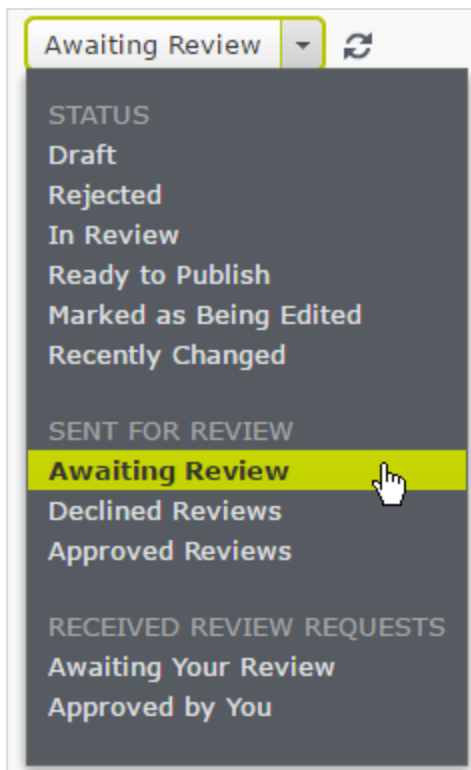 Awaiting Review
STATUS
Draft
Rejected
In Review
Ready to Publish
Marked as Being Edited
Recently Changed
SENT FOR REVIEW
Awaiting Review
Declined Reviews
Approved Reviews
RECEIVED REVIEW REQUESTS
Awaiting Your Review
Approved by You